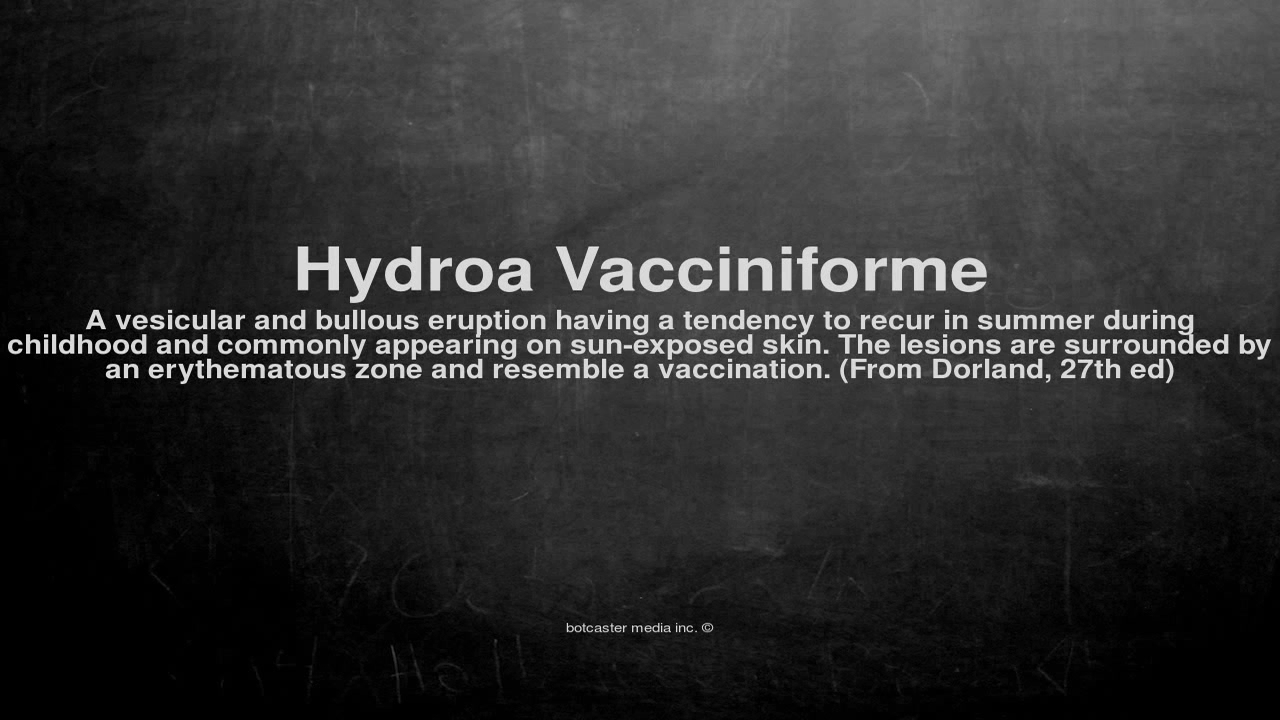 Hydroa Vacciniforme
A vesicular and bullous eruption having a tendency to recur in summer during
childhood and commonly appearing on sun-exposed skin. The lesions are surrounded by
an erythematous zone and resemble a vaccination. (From Dorland, 27th ed)
botcaster media inc. ©